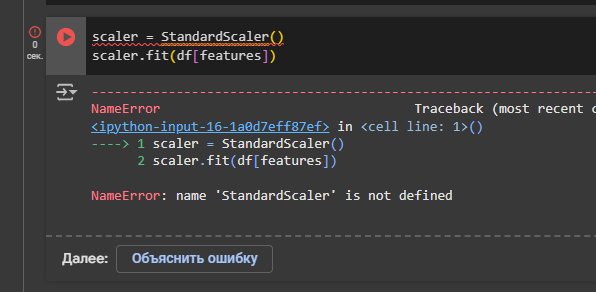 0
сек.
scaler = StandardScaler()
scaler.fit(df[features])
NameError Traceback (most recent
<ipython-input-16-1a0d7eff87ef> in <cell line: 1>()
----> 1 scaler = StandardScaler()
2 scaler.fit(df[features])
NameError: name 'StandardScaler' is not defined
Далее: Объяснить ошибку